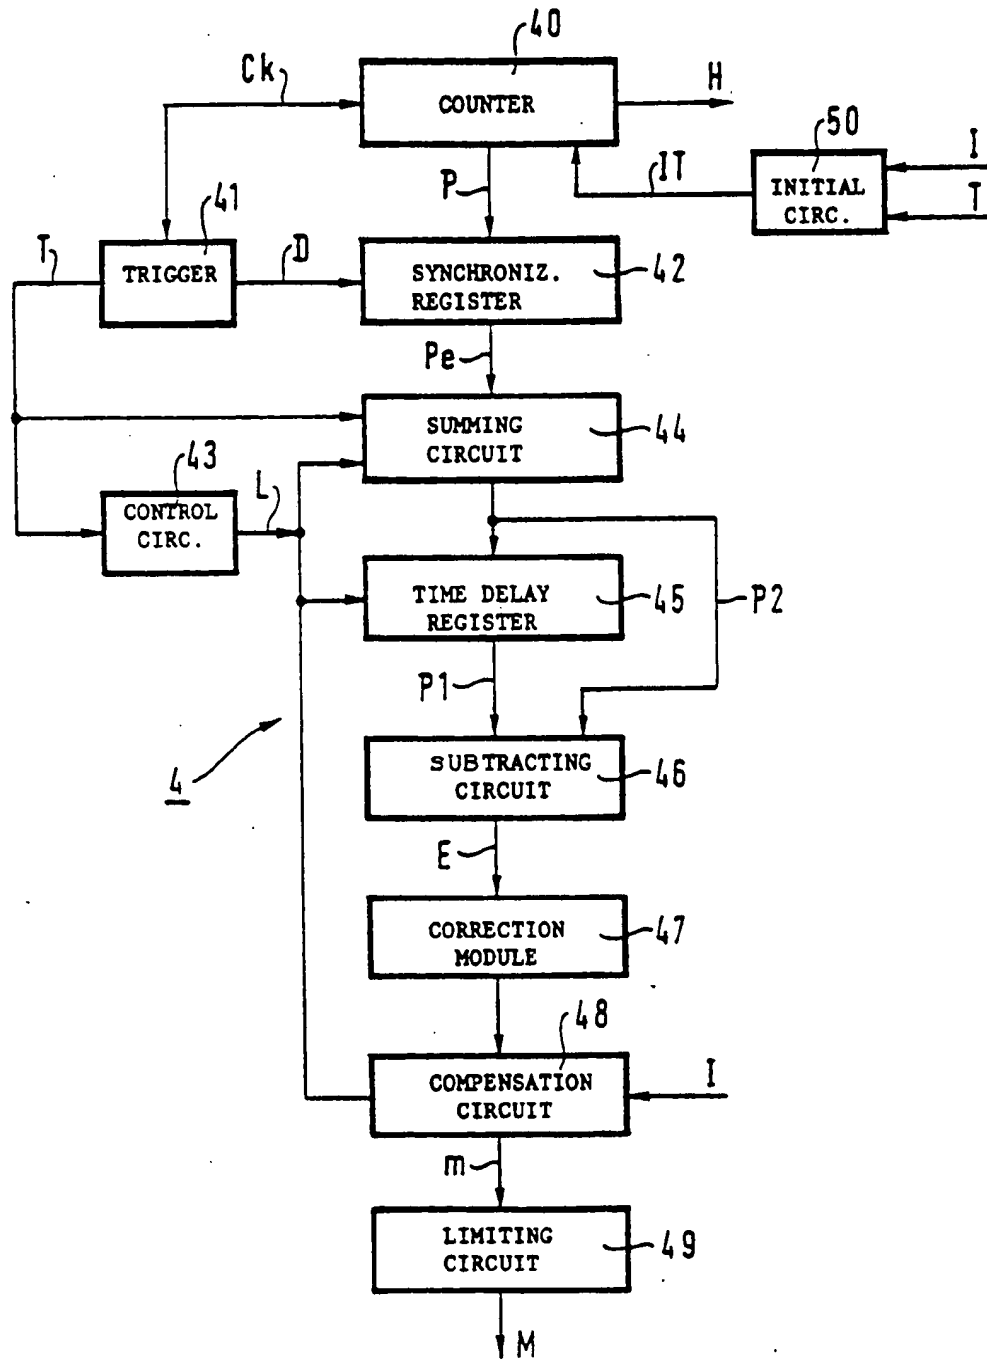 40
Ck
COUNTER
H
50
I
P
IT
INITIAL
CIRC.
T
41
T
TRIGGER
D
SYNCHRONIZ.
REGISTER
42
Pe
SUMMING
CIRCUIT
44
43
L
CONTROL
CIRC.
TIME DELAY
REGISTER
45
P2
P1
SUBTRACTING
CIRCUIT
46
4
E
CORRECTION
MODULE
47
48
COMPENSATION
CIRCUIT
I
m
LIMITING
CIRCUIT
49
M